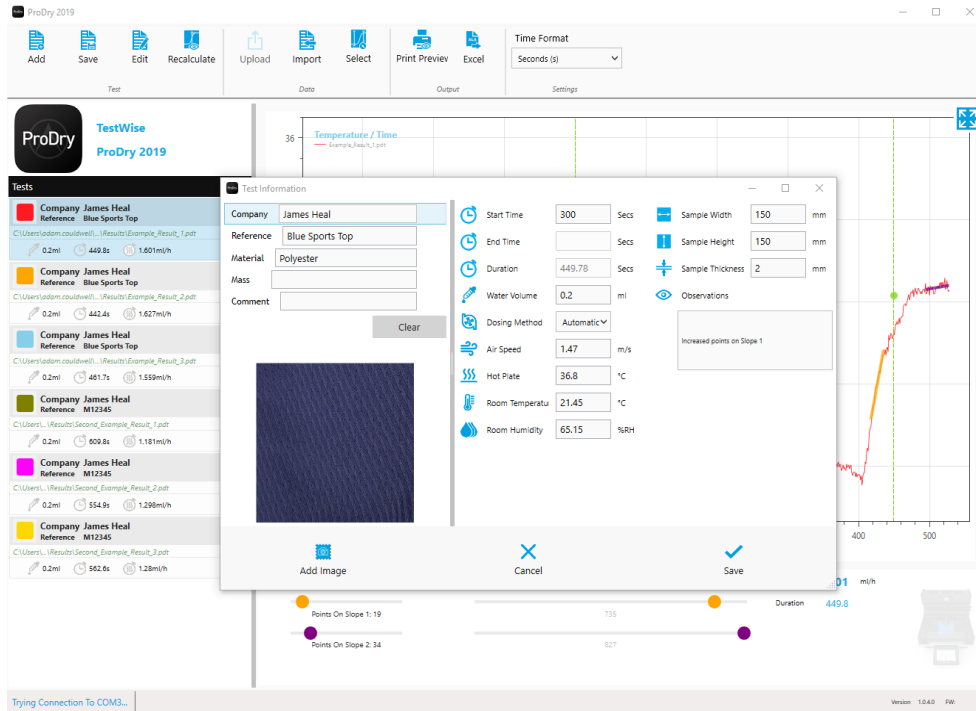 ProDry 2019
Add
Save
Edit
Recalculate
Upload
Import
Select
Print Preview
Excel
Time Format
Seconds (s)
Test
Data
Output
Settings
ProDry
TestWise
ProDry 2019
Tests
Company James Heal
Reference Blue Sports Top
C:\Users\adam.couldwell\...\Results\Example_Result_1.pdt
0.2ml 449.8s 1.601ml/h
Company James Heal
Reference Blue Sports Top
C:\Users\adam.couldwell\...\Results\Example_Result_2.pdt
0.2ml 442.4s 1.627ml/h
Company James Heal
Reference Blue Sports Top
C:\Users\adam.couldwell\...\Results\Example_Result_3.pdt
0.2ml 461.7s 1.559ml/h
Company James Heal
Reference M12345
C:\Users\...\Results\Second_Example_Result_1.pdt
0.2ml 609.8s 1.181ml/h
Company James Heal
Reference M12345
C:\Users\...\Results\Second_Example_Result_2.pdt
0.2ml 554.9s 1.298ml/h
Company James Heal
Reference M12345
C:\Users\...\Results\Second_Example_Result_3.pdt
0.2ml 562.6s 1.28ml/h
36
Temperature / Time
Example_Result_1.pdt
Test Information
Company James Heal
Reference Blue Sports Top
Material Polyester
Mass
Comment
Clear
Start Time 300 Secs
End Time Secs
Duration 449.78 Secs
Water Volume 0.2 ml
Dosing Method Automatic
Air Speed 1.47 m/s
Hot Plate 36.8 °C
Room Temperatu 21.45 °C
Room Humidity 65.15 %RH
Sample Width 150 mm
Sample Height 150 mm
Sample Thickness 2 mm
Observations
Increased points on Slope 1
Add Image
Cancel
Save
400
500
01 ml/h
Duration 449.8
Points On Slope 1: 19
735
Points On Slope 2: 34
827
Trying Connection To COM3...
Version 1.0.4.0 FW: